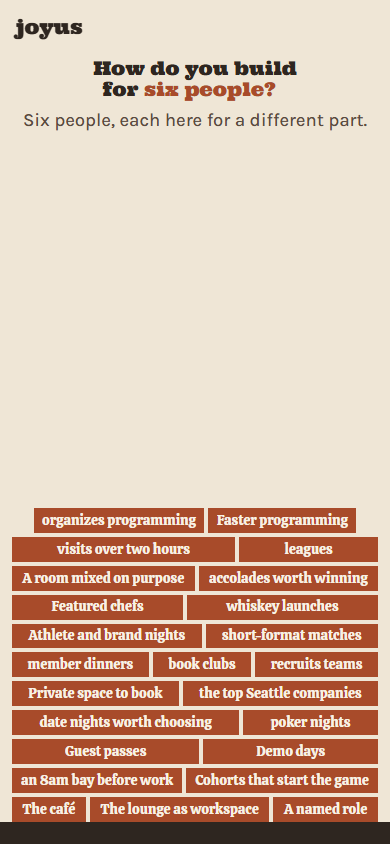 joyus
How do you build
for six people?
Six people, each here for a different part.
organizes programming Faster programming
visits over two hours leagues
A room mixed on purpose accolades worth winning
Featured chefs whiskey launches
Athlete and brand nights short-format matches
member dinners book clubs recruits teams
Private space to book the top Seattle companies
date nights worth choosing poker nights
Guest passes Demo days
an 8am bay before work Cohorts that start the game
The café The lounge as workspace A named role